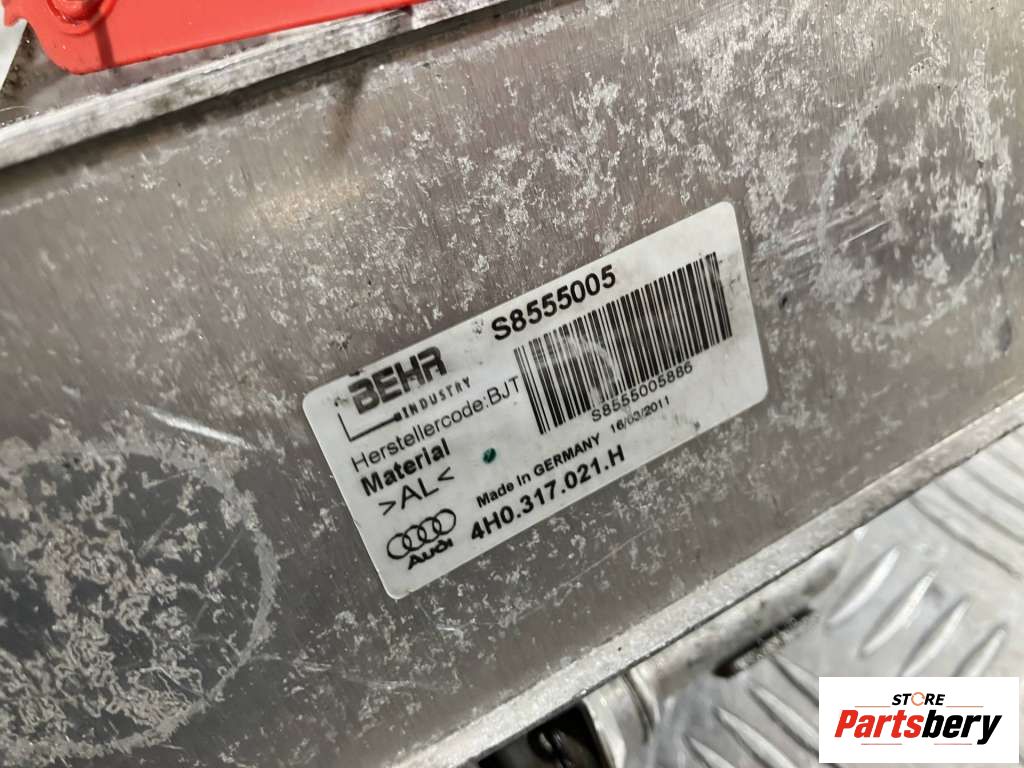 S8555005
BEHR
INDUSTRY
Herstellercode:BJT
Material
>AL<
S8555005886
Made In GERMANY 16/03/2011
4H0.317.021.H
Audi
STORE
Partsbery